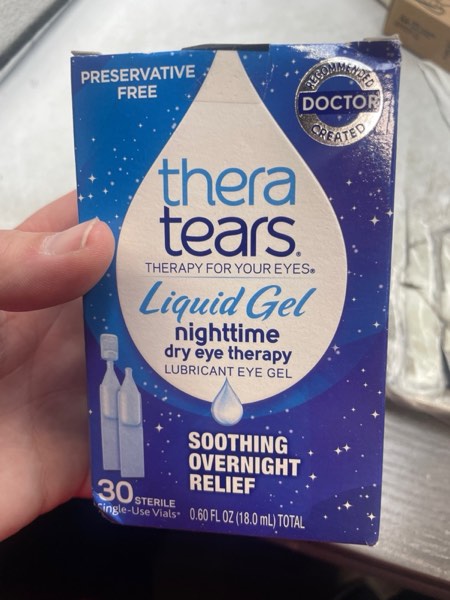 PRESERVATIVE
FREE
RECOMMENDED
DOCTOR
CREATED
thera
tears®
THERAPY FOR YOUR EYES®
Liquid Gel
nighttime
dry eye therapy
LUBRICANT EYE GEL
SOOTHING
OVERNIGHT
RELIEF
30 STERILE
Single-Use Vials*
0.60 FL OZ (18.0 mL) TOTAL